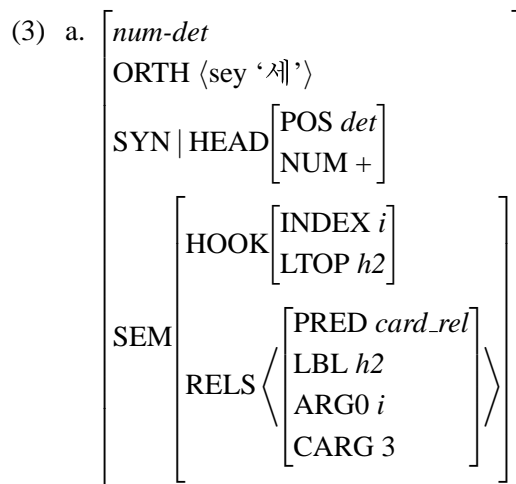 (3) a.
num-det
ORTH ⟨sey ‘세’⟩
SYN | HEAD
POS det
NUM +
SEM
HOOK
INDEX i
LTOP h2
RELS
PRED card_rel
LBL h2
ARG0 i
CARG 3